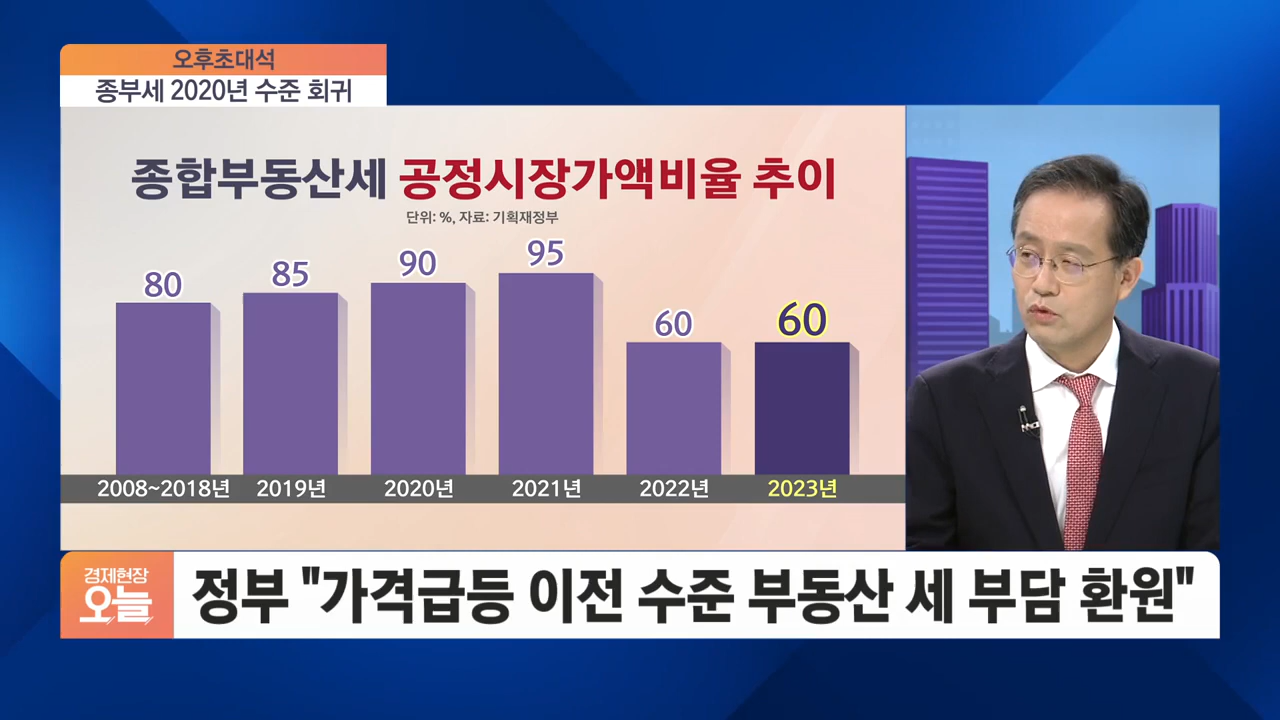 오후초대석
종부세 2020년 수준 회귀
종합부동산세 공정시장가액비율 추이
단위: %, 자료: 기획재정부
80
85
90
95
60
60
2008~2018년
2019년
2020년
2021년
2022년
2023년
경제현장
오늘
정부 "가격급등 이전 수준 부동산 세 부담 환원"